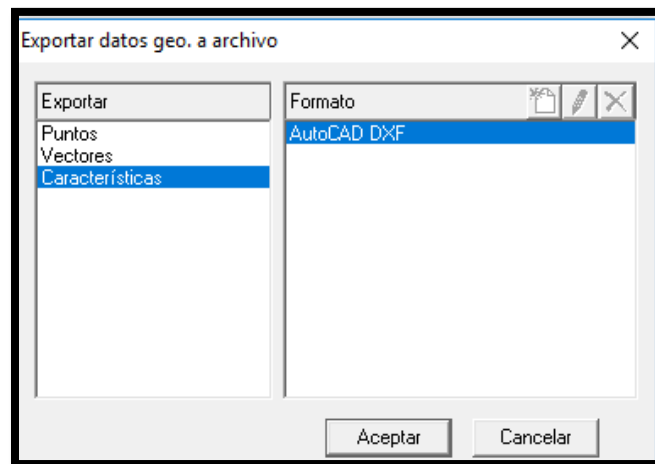 Exportar datos geo. a archivo
Exportar
Puntos
Vectores
Características
Formato
AutoCAD DXF
Aceptar
Cancelar